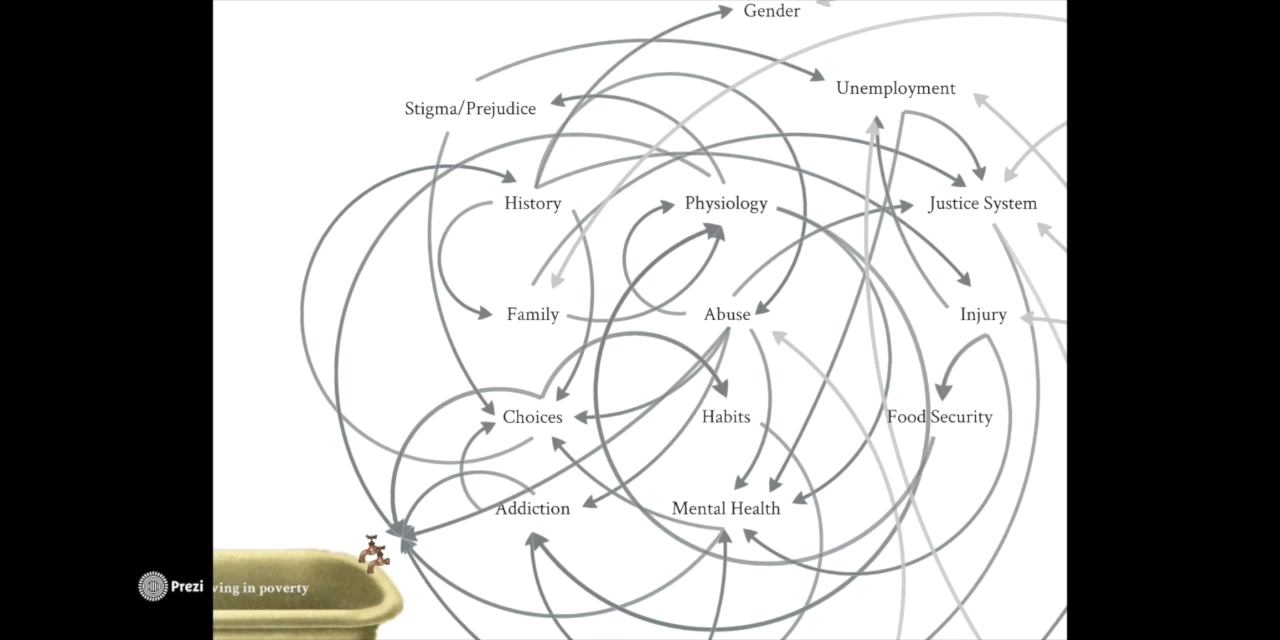 Gender
Unemployment
Stigma/Prejudice
History
Physiology
Justice System
Family
Abuse
Injury
Choices
Habits
Food Security
Addiction
Mental Health
Prezi
ving in poverty